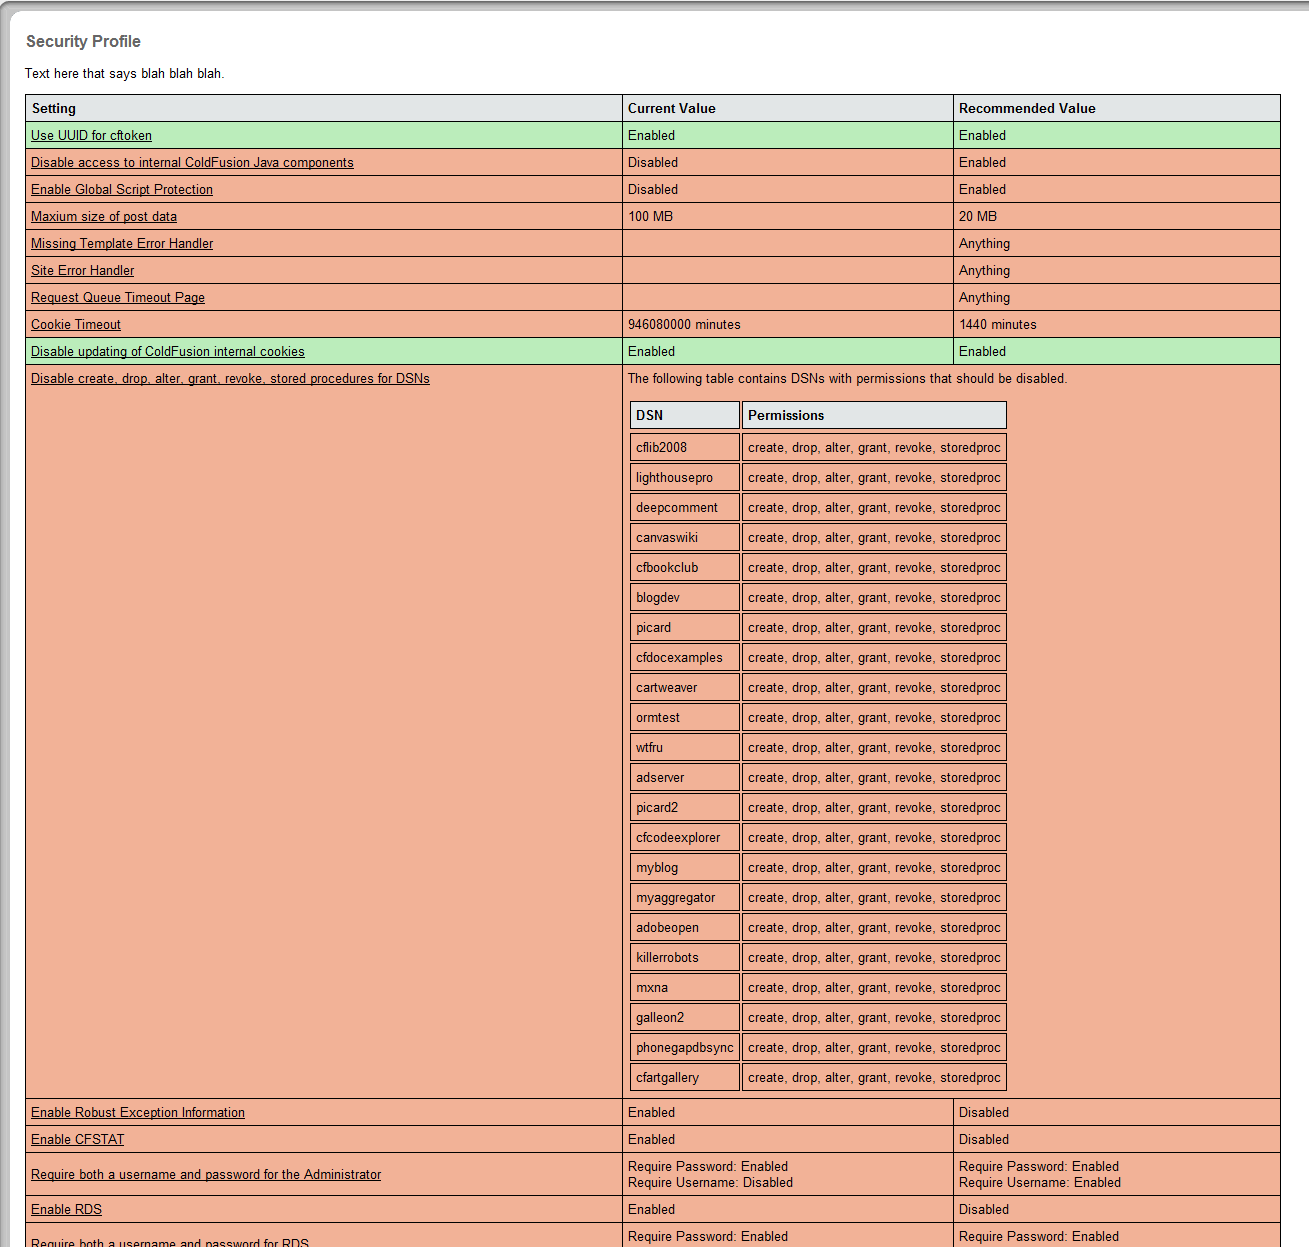 Security Profile
Text here that says blah blah blah.
Setting Current Value Recommended Value
Use UUID for cftoken Enabled Enabled
Disable access to internal ColdFusion Java components Disabled Enabled
Enable Global Script Protection Disabled Enabled
Maxium size of post data 100 MB 20 MB
Missing Template Error Handler Anything
Site Error Handler Anything
Request Queue Timeout Page Anything
Cookie Timeout 946080000 minutes 1440 minutes
Disable updating of ColdFusion internal cookies Enabled Enabled
Disable create, drop, alter, grant, revoke, stored procedures for DSNs The following table contains DSNs with permissions that should be disabled.
DSN Permissions
cflib2008 create, drop, alter, grant, revoke, storedproc
lighthousepro create, drop, alter, grant, revoke, storedproc
deepcomment create, drop, alter, grant, revoke, storedproc
canvaswiki create, drop, alter, grant, revoke, storedproc
cfbookclub create, drop, alter, grant, revoke, storedproc
blogdev create, drop, alter, grant, revoke, storedproc
picard create, drop, alter, grant, revoke, storedproc
cfdocexamples create, drop, alter, grant, revoke, storedproc
cartweaver create, drop, alter, grant, revoke, storedproc
ormtest create, drop, alter, grant, revoke, storedproc
wtfru create, drop, alter, grant, revoke, storedproc
adserver create, drop, alter, grant, revoke, storedproc
picard2 create, drop, alter, grant, revoke, storedproc
cfcodeexplorer create, drop, alter, grant, revoke, storedproc
myblog create, drop, alter, grant, revoke, storedproc
myaggregator create, drop, alter, grant, revoke, storedproc
adobeopen create, drop, alter, grant, revoke, storedproc
killerrobots create, drop, alter, grant, revoke, storedproc
mxna create, drop, alter, grant, revoke, storedproc
galleon2 create, drop, alter, grant, revoke, storedproc
phonegapdbsync create, drop, alter, grant, revoke, storedproc
cfartgallery create, drop, alter, grant, revoke, storedproc
Enable Robust Exception Information Enabled Disabled
Enable CFSTAT Enabled Disabled
Require Password: Enabled Require Password: Enabled
Require both a username and password for the Administrator
Require Username: Disabled Require Username: Enabled
Enable RDS Enabled Disabled
Require Password: Enabled Require Password: Enabled
Require both a username and password for RDS